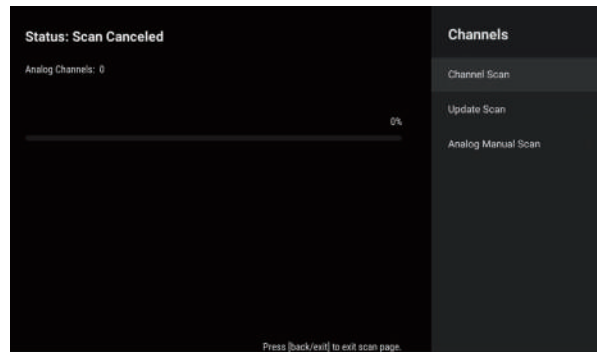 Status: Scan Canceled
Analog Channels: 0
0%
Press [back/exit] to exit scan page.
Channels
Channel Scan
Update Scan
Analog Manual Scan